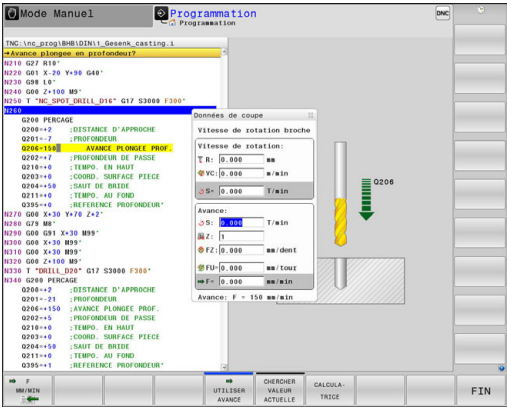 Mode Manuel
Programmation
Programmation
DNC
TNC:\nc_prog\BHB\DIN\1_Gesenk_casting.i
→Avance plongee en profondeur?
N210 G27 R10*
N220 G01 X-20 Y+90 G40*
N230 G98 L0*
N240 Z+100 M9*
N250 T "NC_SPOT_DRILL_D16" G17 S3000 F300*
N260
G200 PERCAGE
Q200=+2 ;DISTANCE D'APPROCHE
Q201=-7 ;PROFONDEUR
Q206=150 AVANCE PLONGEE PROF.
Q202=+7 ;PROFONDEUR DE PASSE
Q210=+0 ;TEMPO. EN HAUT
Q203=+0 ;COORD. SURFACE PIECE
Q204=+50 ;SAUT DE BRIDE
Q211=+0 ;TEMPO. AU FOND
Q395=+0 ;REFERENCE PROFONDEUR*
N270 G00 X+30 Y+70 Z+2*
N280 G79 M8*
N290 G00 G91 X+30 M99*
N300 G00 X+30 M99*
N310 G00 X+30 M99*
N320 G00 Z+100 M9*
N330 T "DRILL_D20" G17 S3000 F300*
N340 G200 PERCAGE
Q200=+2 ;DISTANCE D'APPROCHE
Q201=-21 ;PROFONDEUR
Q206=+150 ;AVANCE PLONGEE PROF.
Q202=+5 ;PROFONDEUR DE PASSE
Q210=+0 ;TEMPO. EN HAUT
Q203=+0 ;COORD. SURFACE PIECE
Q204=+50 ;SAUT DE BRIDE
Q211=+0 ;TEMPO. AU FOND
Q395=+1 ;REFERENCE PROFONDEUR*
Données de coupe
Vitesse de rotation broche
Vitesse de rotation:
R: 0.000 mm
VC: 0.000 m/min
S= 0.000 T/min
Avance:
S: 0.000 T/min
Z: 1
FZ: 0.000 mm/dent
FU= 0.000 mm/tour
F= 0.000 mm/min
Avance: F = 150 mm/min
Q206
F
MM/MIN
UTILISER
AVANCE
CHERCHER
VALEUR
ACTUELLE
CALCULA-
TRICE
FIN